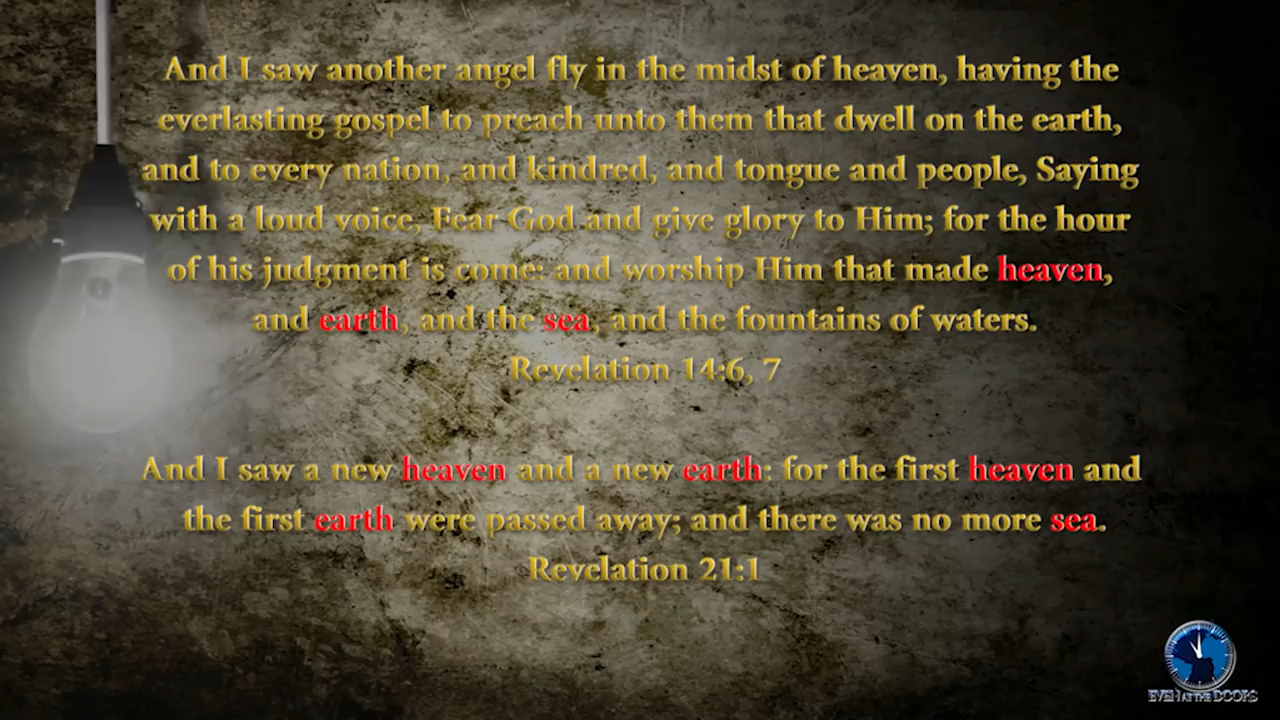 And I saw another angel fly in the midst of heaven, having the
everlasting gospel to preach unto them that dwell on the earth,
and to every nation, and kindred, and tongue and people, Saying
with a loud voice, Fear God and give glory to Him; for the hour
of his judgment is come: and worship Him that made heaven,
and earth, and the sea, and the fountains of waters.
Revelation 14:6, 7
And I saw a new heaven and a new earth: for the first heaven and
the first earth were passed away; and there was no more sea.
Revelation 21:1
EVEN AT THE DOORS